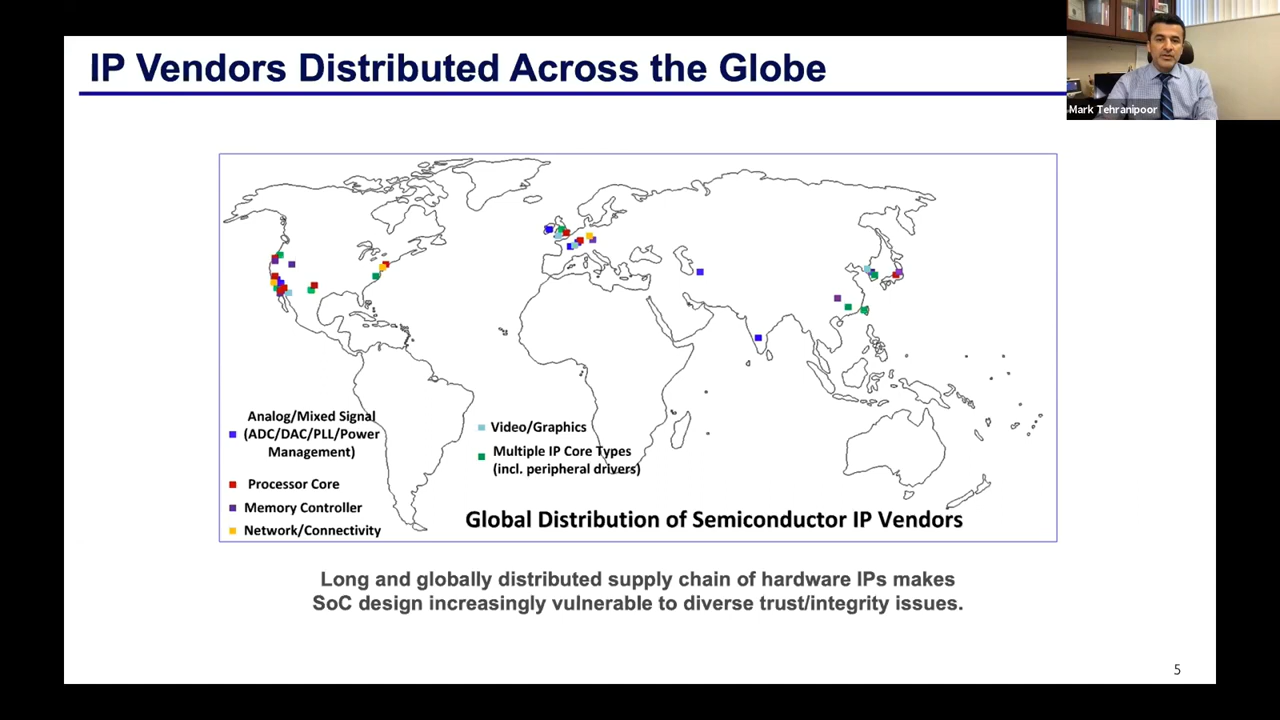 IP Vendors Distributed Across the Globe
Mark Tehranipoor
Analog/Mixed Signal
(ADC/DAC/PLL/Power
Management)
Processor Core
Memory Controller
Network/Connectivity
Video/Graphics
Multiple IP Core Types
(incl. peripheral drivers)
Global Distribution of Semiconductor IP Vendors
Long and globally distributed supply chain of hardware IPs makes
SoC design increasingly vulnerable to diverse trust/integrity issues.
5